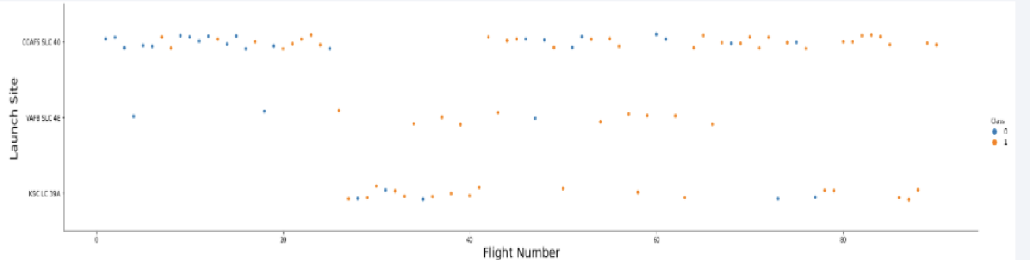 Launch Site
CCAFS SLC 40
VAFB SLC 4E
KSC LC 39A
0
20
40
60
80
Flight Number
Class
0
1